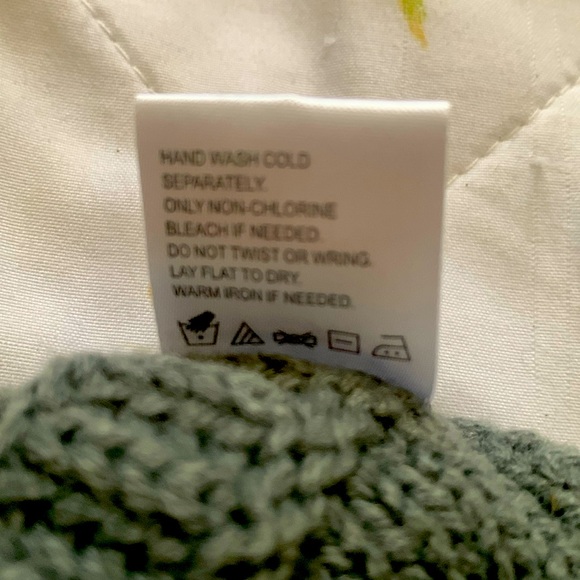 HAND WASH COLD
SEPARATELY.
ONLY NON-CHLORINE
BLEACH IF NEEDED.
DO NOT TWIST OR WRING.
LAY FLAT TO DRY.
WARM IRON IF NEEDED.